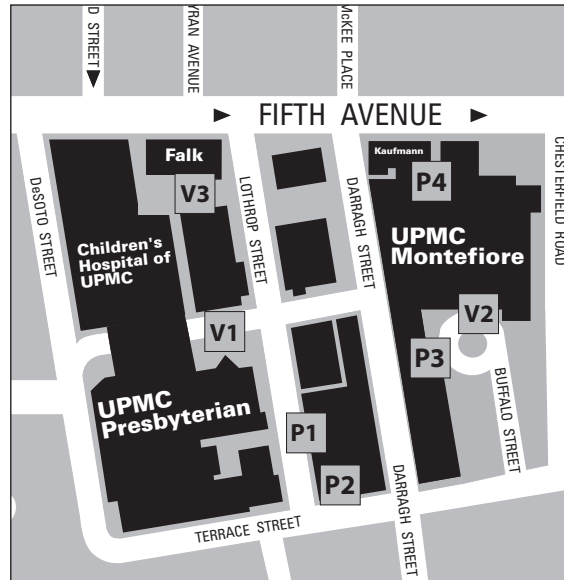 D STREET
YRAN AVENUE
McKEE PLACE
FIFTH AVENUE
Falk
Kaufmann
V3
P4
DeSOTO STREET
LOTHROP STREET
DARRAGH STREET
CHESTERFIELD ROAD
Children's
Hospital of
UPMC
UPMC
Montefiore
V1
V2
P3
BUFFALO STREET
UPMC
Presbyterian
P1
P2
DARRAGH STREET
TERRACE STREET